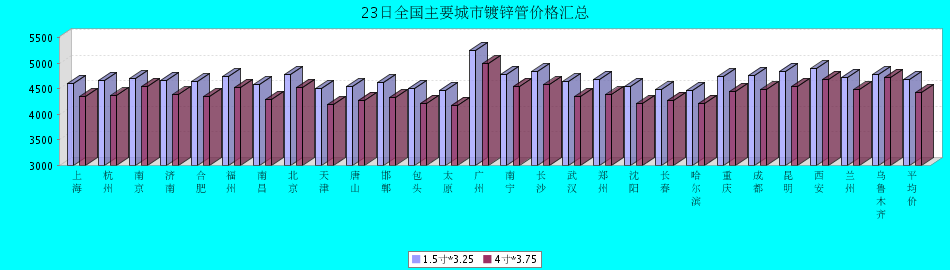 23日全国主要城市镀锌管价格汇总
5500
5000
4500
4000
3500
3000
上海
杭州
南京
济南
合肥
福州
南昌
北京
天津
唐山
邯郸
包头
太原
广州
南宁
长沙
武汉
郑州
沈阳
长春
哈尔滨
重庆
成都
昆明
西安
兰州
乌鲁木齐
平均价
1.5寸*3.25
4寸*3.75